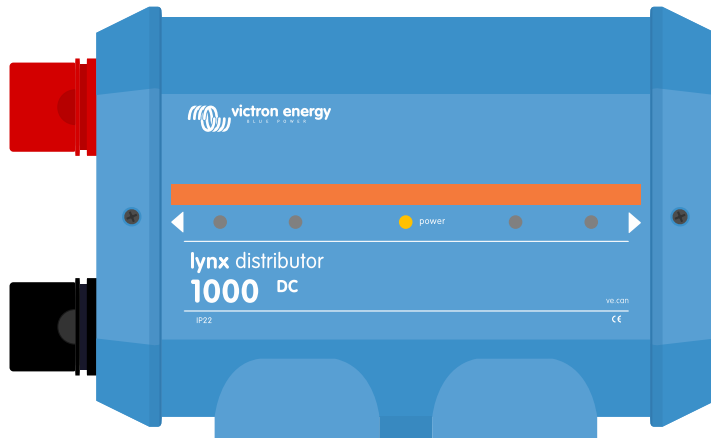 victron energy
BLUE POWER
power
lynx distributor
1000 DC
ve.can
IP22 CE